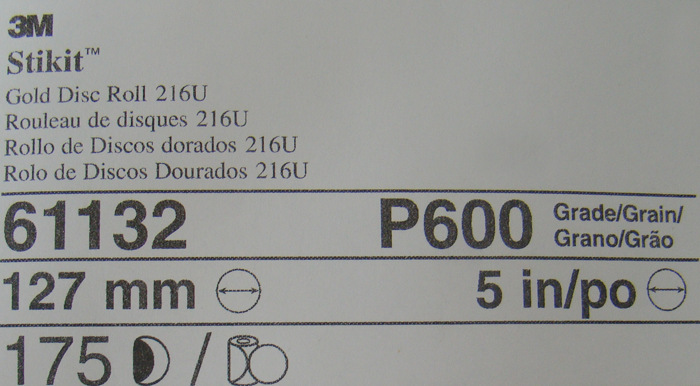 3M
Stikit™
Gold Disc Roll 216U
Rouleau de disques 216U
Rollo de Discos dorados 216U
Rolo de Discos Dourados 216U
61132 P600 Grade/Grain/
Grano/Grão
127 mm 5 in/po
175 /